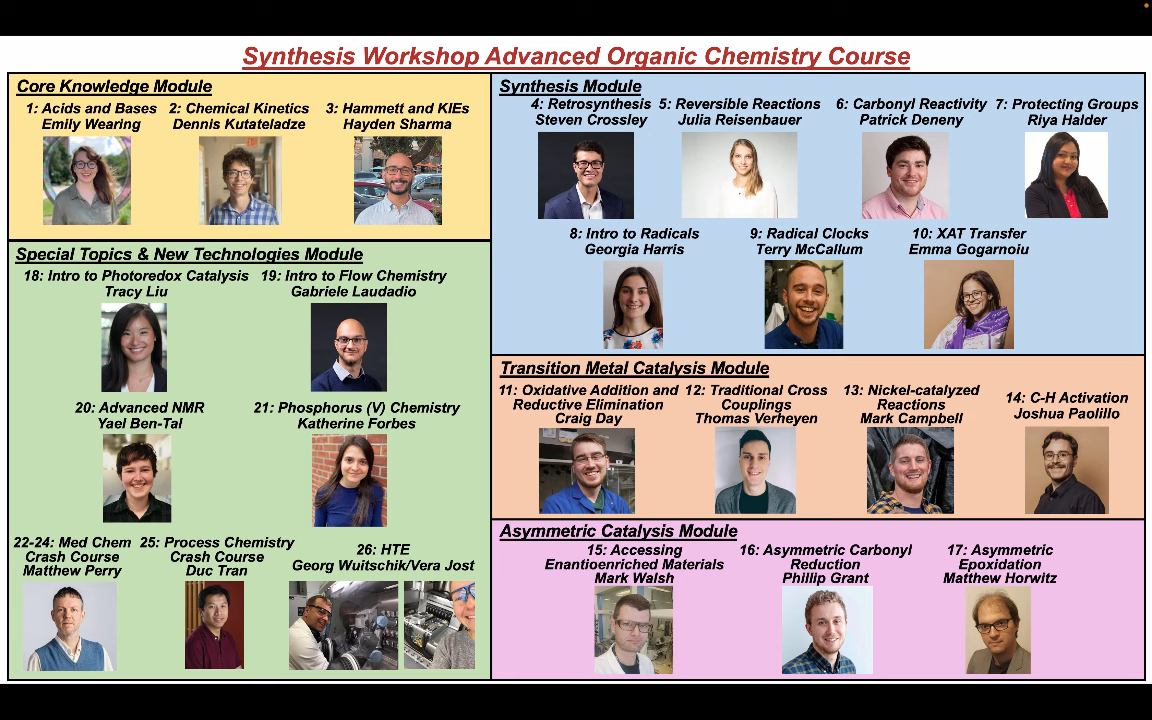 Synthesis Workshop Advanced Organic Chemistry Course
Core Knowledge Module
1: Acids and Bases
Emily Wearing
2: Chemical Kinetics
Dennis Kutateladze
3: Hammett and KIEs
Hayden Sharma
Synthesis Module
4: Retrosynthesis
Steven Crossley
5: Reversible Reactions
Julia Reisenbauer
6: Carbonyl Reactivity
Patrick Deneny
7: Protecting Groups
Riya Halder
8: Intro to Radicals
Georgia Harris
9: Radical Clocks
Terry McCallum
10: XAT Transfer
Emma Gogarnoiu
Special Topics & New Technologies Module
18: Intro to Photoredox Catalysis
Tracy Liu
19: Intro to Flow Chemistry
Gabriele Laudadio
20: Advanced NMR
Yael Ben-Tal
21: Phosphorus (V) Chemistry
Katherine Forbes
22-24: Med Chem
Crash Course
Matthew Perry
25: Process Chemistry
Crash Course
Duc Tran
26: HTE
Georg Wuitschik/Vera Jost
Transition Metal Catalysis Module
11: Oxidative Addition and
Reductive Elimination
Craig Day
12: Traditional Cross
Couplings
Thomas Verheyen
13: Nickel-catalyzed
Reactions
Mark Campbell
14: C-H Activation
Joshua Paolillo
Asymmetric Catalysis Module
15: Accessing
Enantioenriched Materials
Mark Walsh
16: Asymmetric Carbonyl
Reduction
Phillip Grant
17: Asymmetric
Epoxidation
Matthew Horwitz